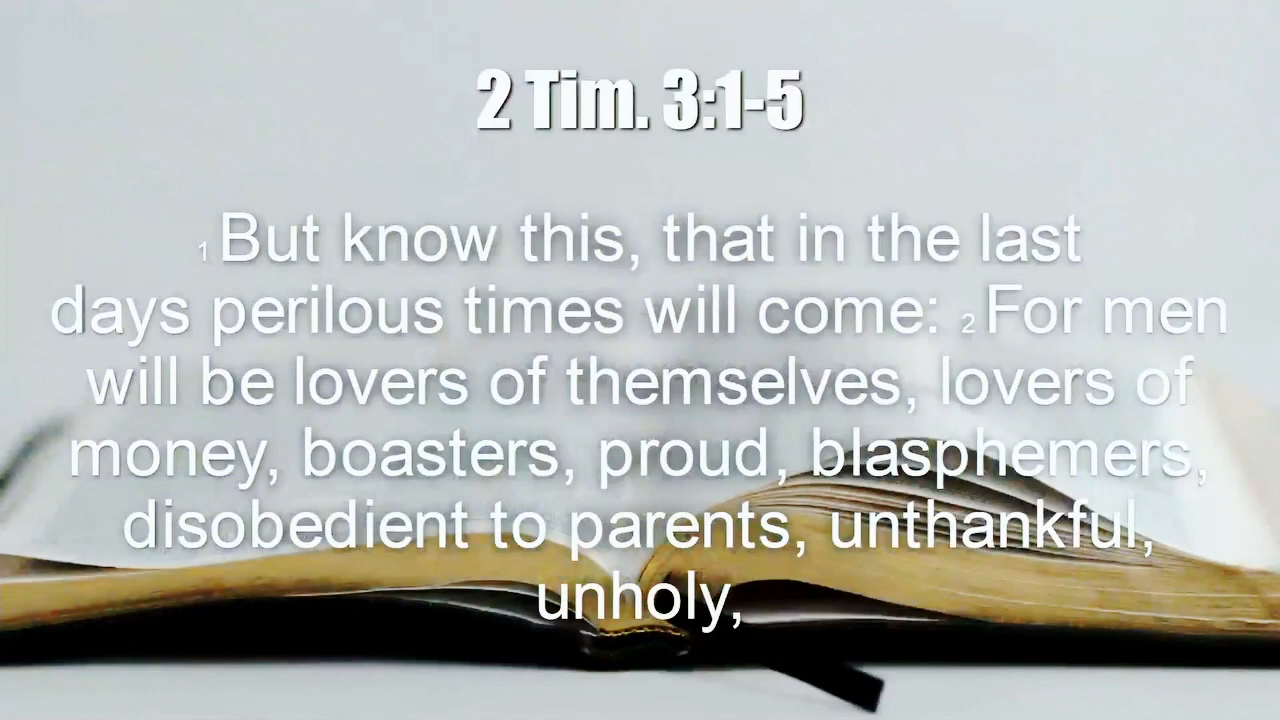 2 Tim. 3:1-5
1 But know this, that in the last
days perilous times will come: 2 For men
will be lovers of themselves, lovers of
money, boasters, proud, blasphemers,
disobedient to parents, unthankful,
unholy,